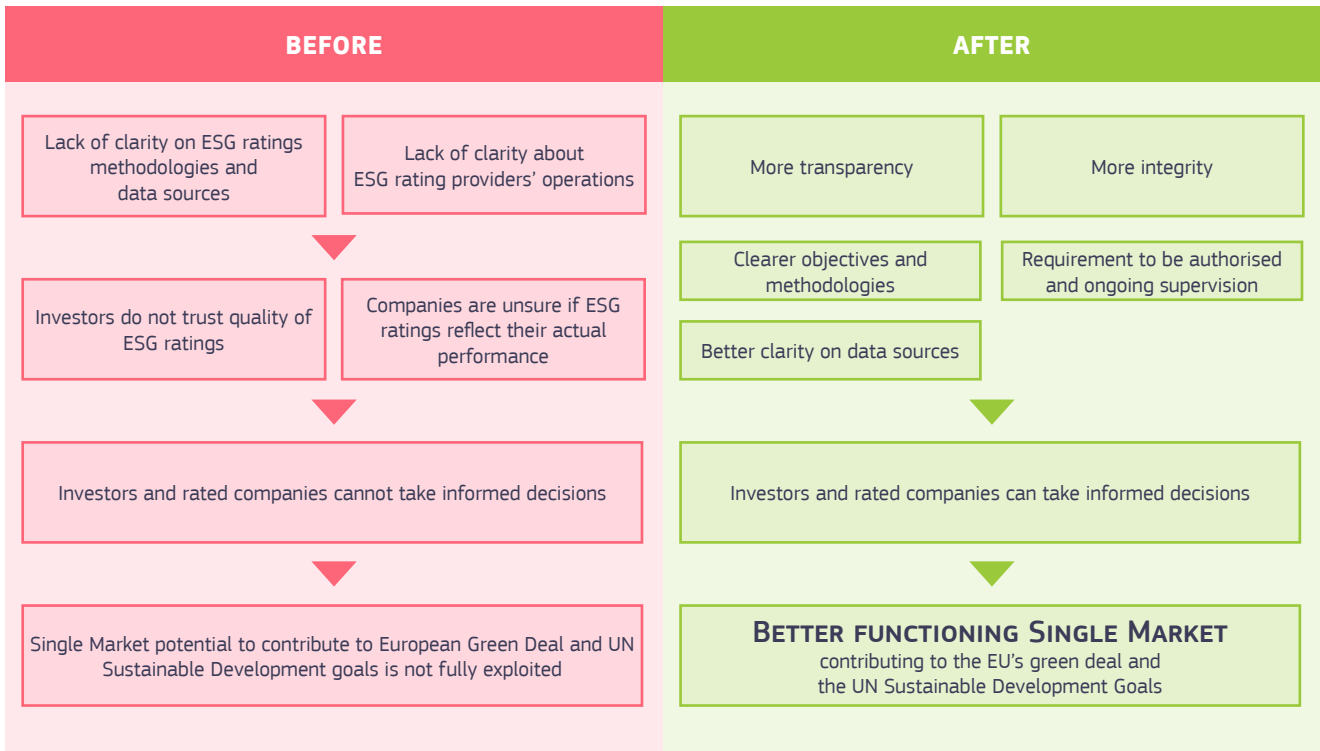 BEFORE
Lack of clarity on ESG ratings
methodologies and
data sources
Lack of clarity about
ESG rating providers' operations
Investors do not trust quality of
ESG ratings
Companies are unsure if ESG
ratings reflect their actual
performance
Investors and rated companies cannot take informed decisions
Single Market potential to contribute to European Green Deal and UN
Sustainable Development goals is not fully exploited
AFTER
More transparency
More integrity
Clearer objectives and
methodologies
Requirement to be authorised
and ongoing supervision
Better clarity on data sources
Investors and rated companies can take informed decisions
BETTER FUNCTIONING SINGLE MARKET
contributing to the EU's green deal and
the UN Sustainable Development Goals